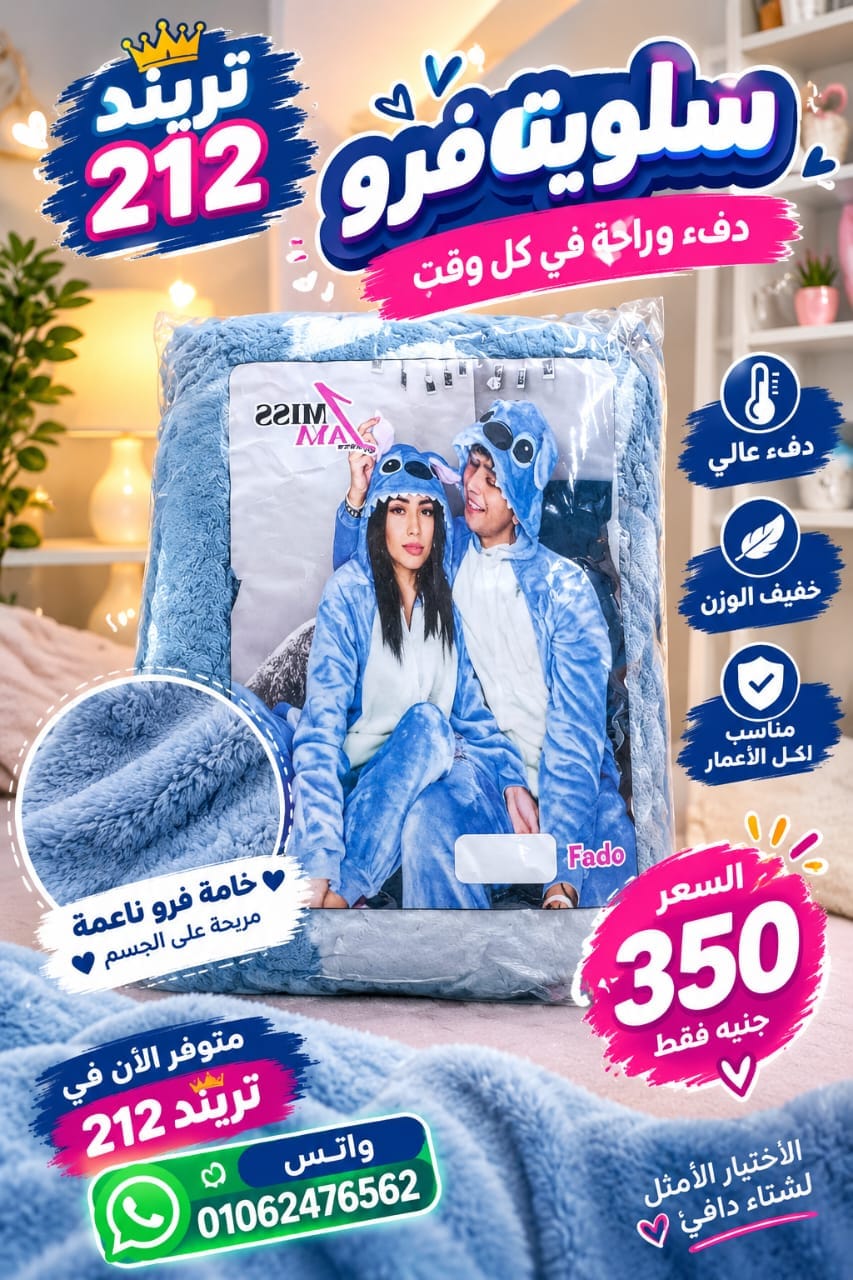 تريند
212
سلويت فرو
دفء وراحة في كل وقت
MISS
1AM
دفء عالي
خفيف الوزن
مناسب
لكل الأعمار
Fado
خامة فرو ناعمة
مريحة على الجسم
السعر
350
جنيه فقط
متوفر الأن في
تريند 212
واتس
01062476562
الأختيار الأمثل
لشتاء دافئ